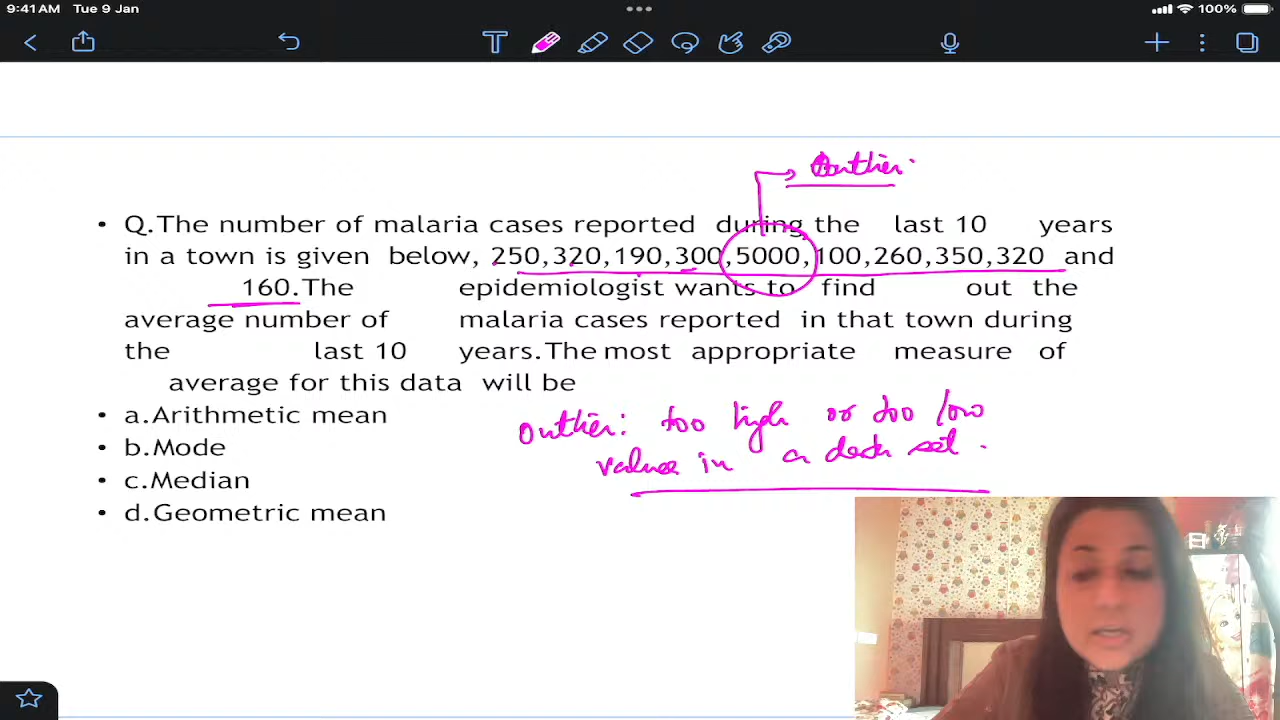 9:41 AM Tue 9 Jan
100%
Outlier.
• Q.The number of malaria cases reported during the last 10 years
in a town is given below, 250,320,190,300,5000,100,260,350,320 and
160.The epidemiologist wants to find out the
average number of malaria cases reported in that town during
the last 10 years.The most appropriate measure of
average for this data will be
• a.Arithmetic mean
• b.Mode
• c.Median
• d.Geometric mean
outlier: too high or too low
values in a data set.